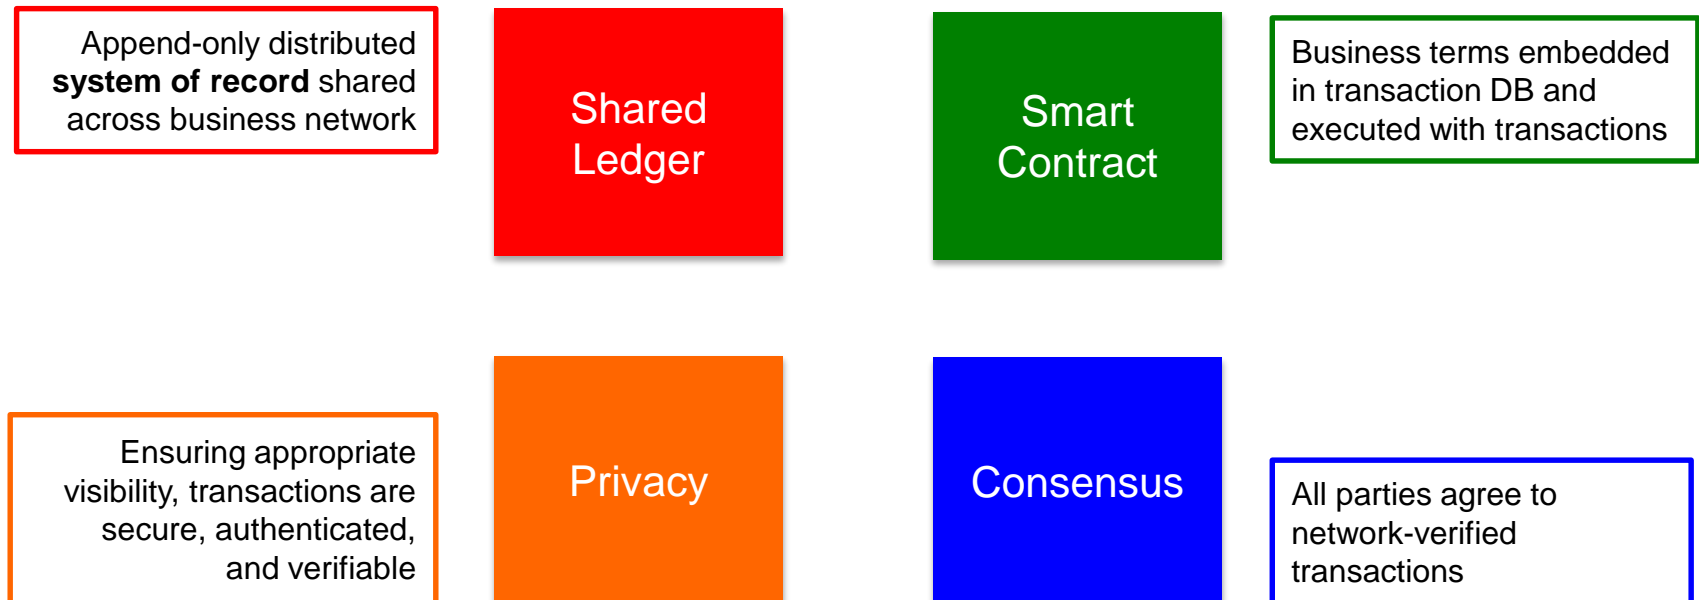 Append-only distributed
system of record shared
across business network
Shared
Ledger
Smart
Contract
Business terms embedded
in transaction DB and
executed with transactions
Ensuring appropriate
visibility, transactions are
secure, authenticated,
and verifiable
Privacy
Consensus
All parties agree to
network-verified
transactions